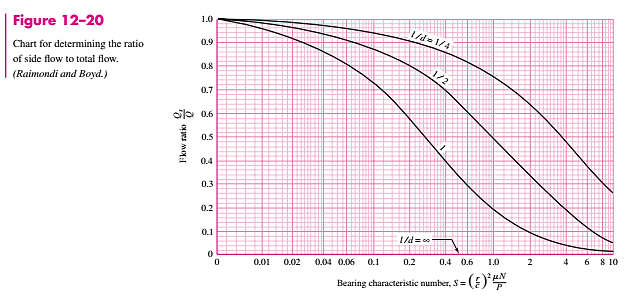 Figure 12–20
Chart for determining the ratio
of side flow to total flow.
(Raimondi and Boyd.)
Flow ratio Qs/Q
1.0
0.9
0.8
0.7
0.6
0.5
0.4
0.3
0.2
0.1
0
l/d = 1/4
1/2
1
l/d = ∞
0 0.01 0.02 0.04 0.06 0.1 0.2 0.4 0.6 1.0 2 4 6 8 10
Bearing characteristic number, S = (r/c)² μN/P